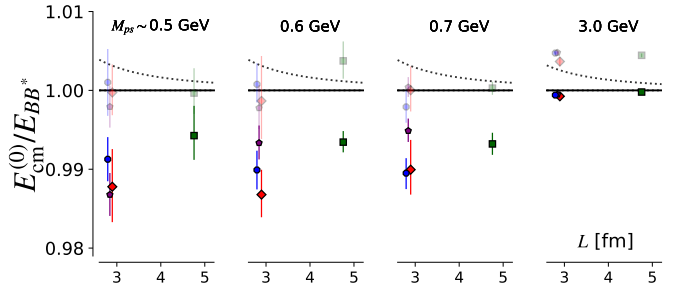 1.01
1.00
0.99
0.98
E_cm^(0)/E_BB*
M_ps ~ 0.5 GeV
0.6 GeV
0.7 GeV
3.0 GeV
L [fm]
3 4 5
3 4 5
3 4 5
3 4 5